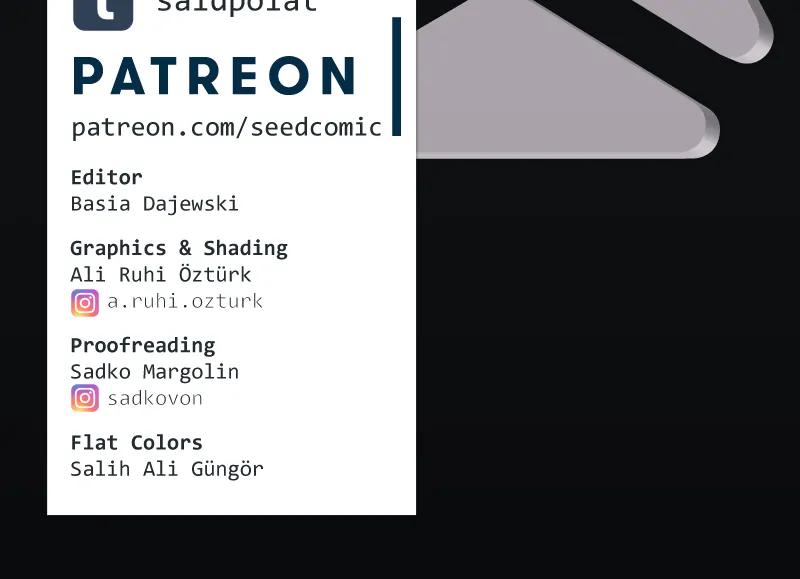 saidpolat
PATREON
patreon.com/seedcomic
Editor
Basia Dajewski
Graphics & Shading
Ali Ruhi Öztürk
a.ruhi.ozturk
Proofreading
Sadko Margolin
sadkovon
Flat Colors
Salih Ali Güngör